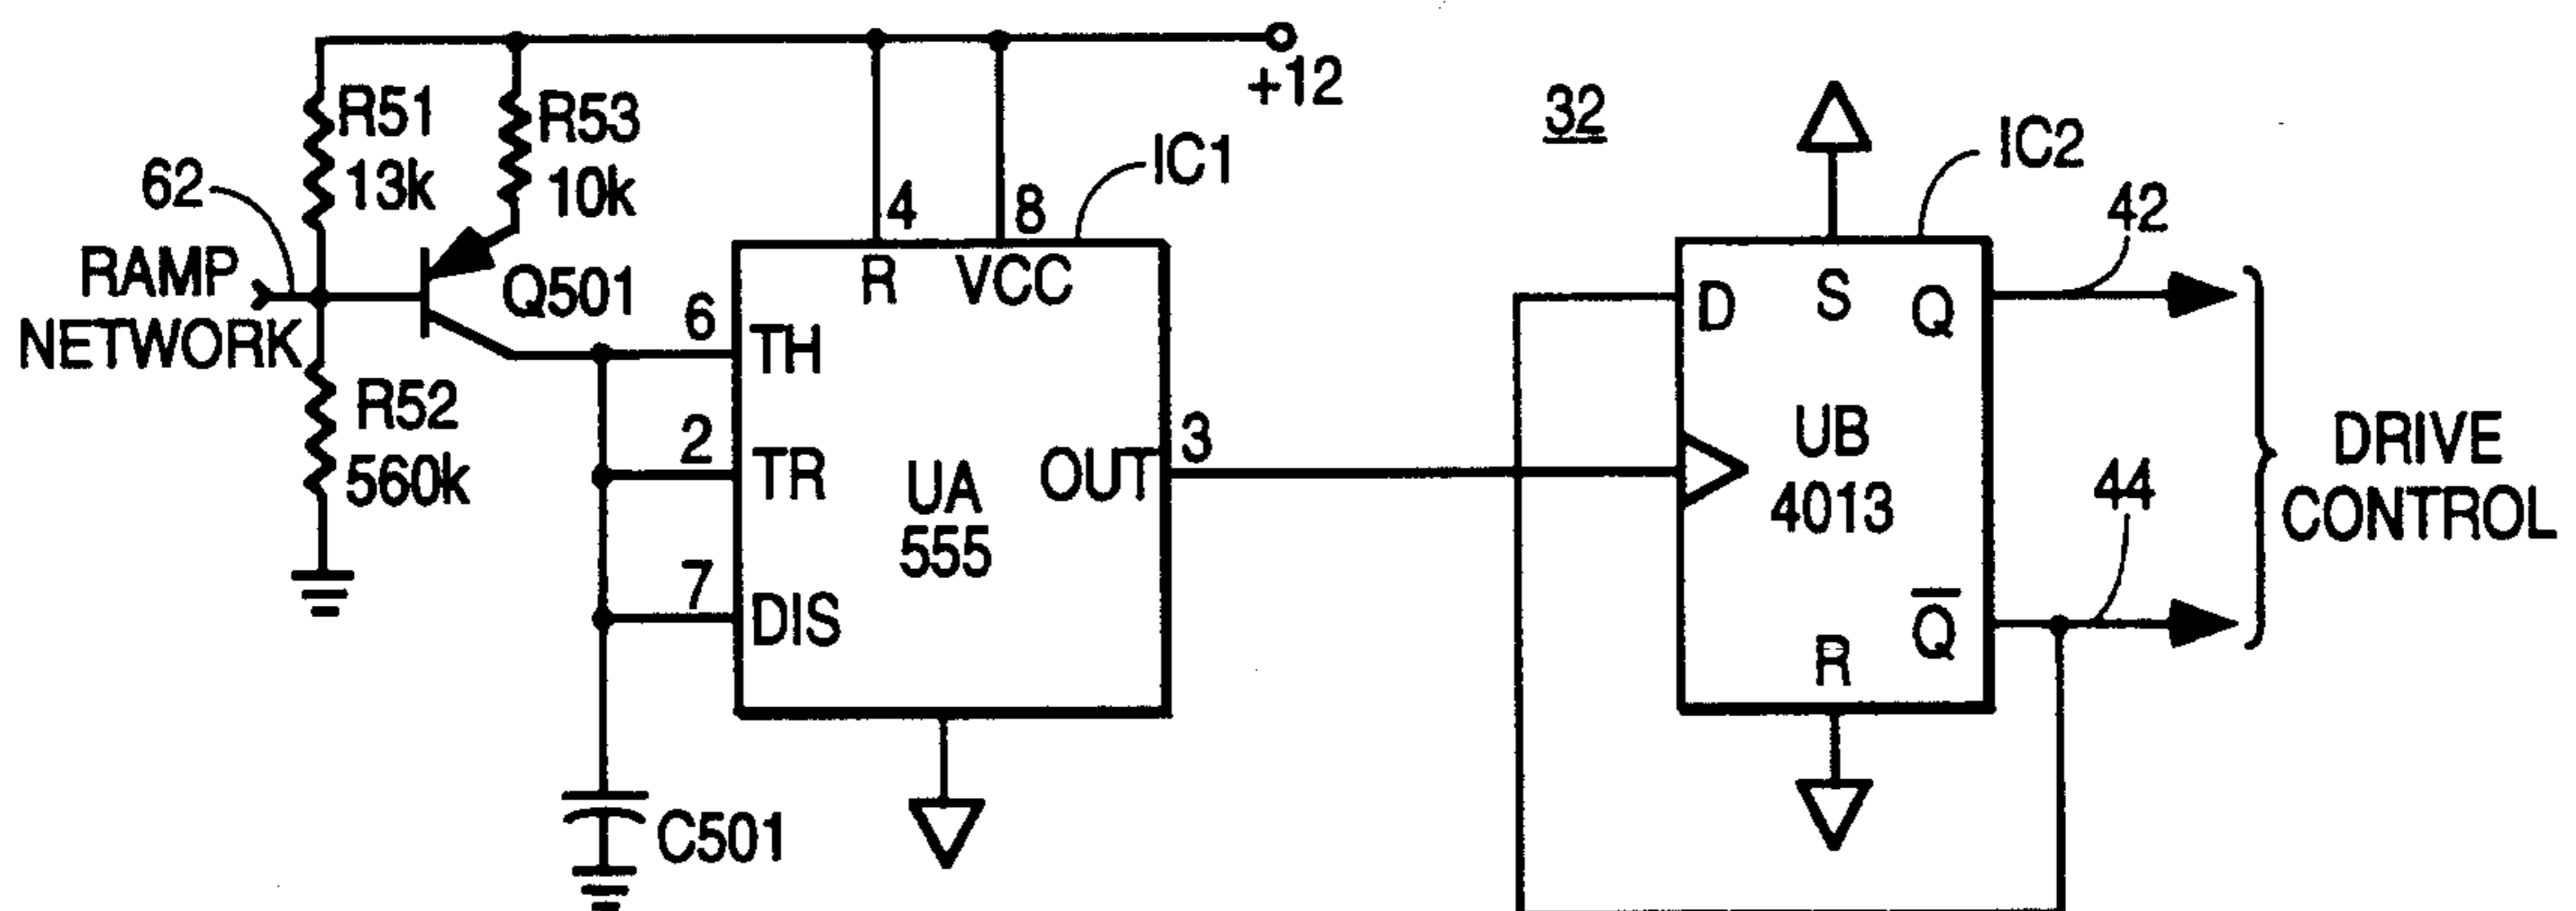 +12
32
R51
13k
R53
10k
62
RAMP
NETWORK
Q501
R52
560k
C501
IC1
4
8
R
VCC
6
TH
2
TR
7
DIS
UA
555
OUT
3
IC2
D
S
Q
UB
4013
R
Q̅
42
44
DRIVE
CONTROL